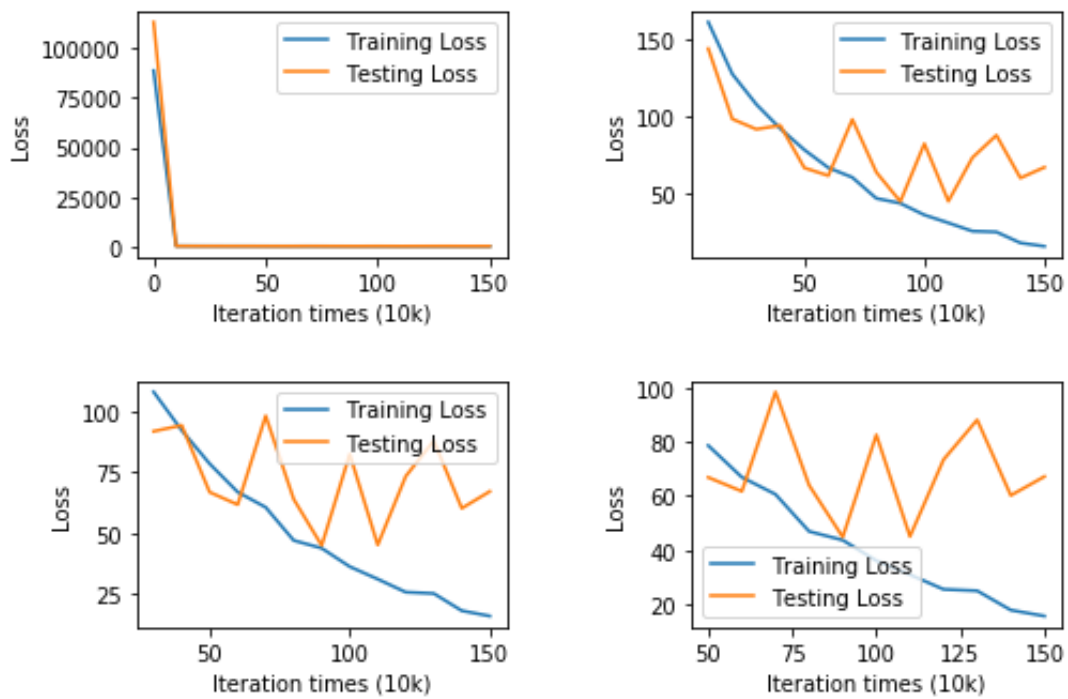 100000
75000
50000
25000
0
Loss
Training Loss
Testing Loss
0 50 100 150
Iteration times (10k)
150
100
50
Loss
Training Loss
Testing Loss
50 100 150
Iteration times (10k)
100
75
50
25
Loss
Training Loss
Testing Loss
50 100 150
Iteration times (10k)
100
80
60
40
20
Loss
Training Loss
Testing Loss
50 75 100 125 150
Iteration times (10k)